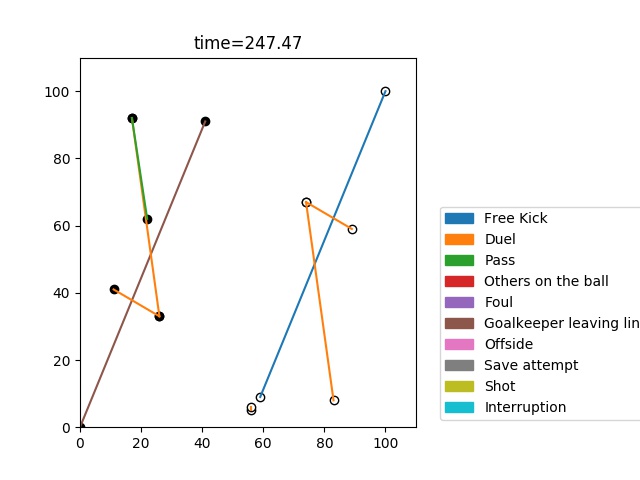 time=247.47
100
80
60
40
20
0
0 20 40 60 80 100
Free Kick
Duel
Pass
Others on the ball
Foul
Goalkeeper leaving lin
Offside
Save attempt
Shot
Interruption